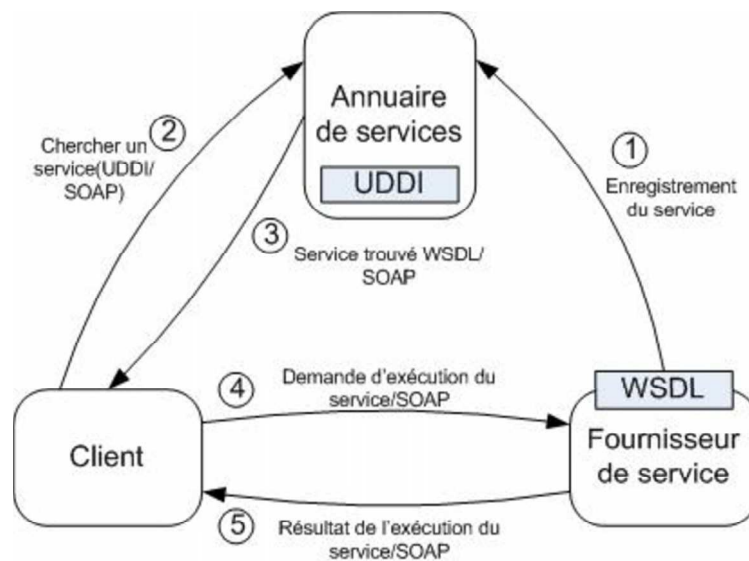 Annuaire
de services
UDDI
Chercher un
service(UDDI/
SOAP)
2
1
Enregistrement
du service
3
Service trouvé WSDL/
SOAP
4
Demande d'exécution du
service/SOAP
WSDL
Fournisseur
de service
Client
5
Résultat de l'exécution du
service/SOAP